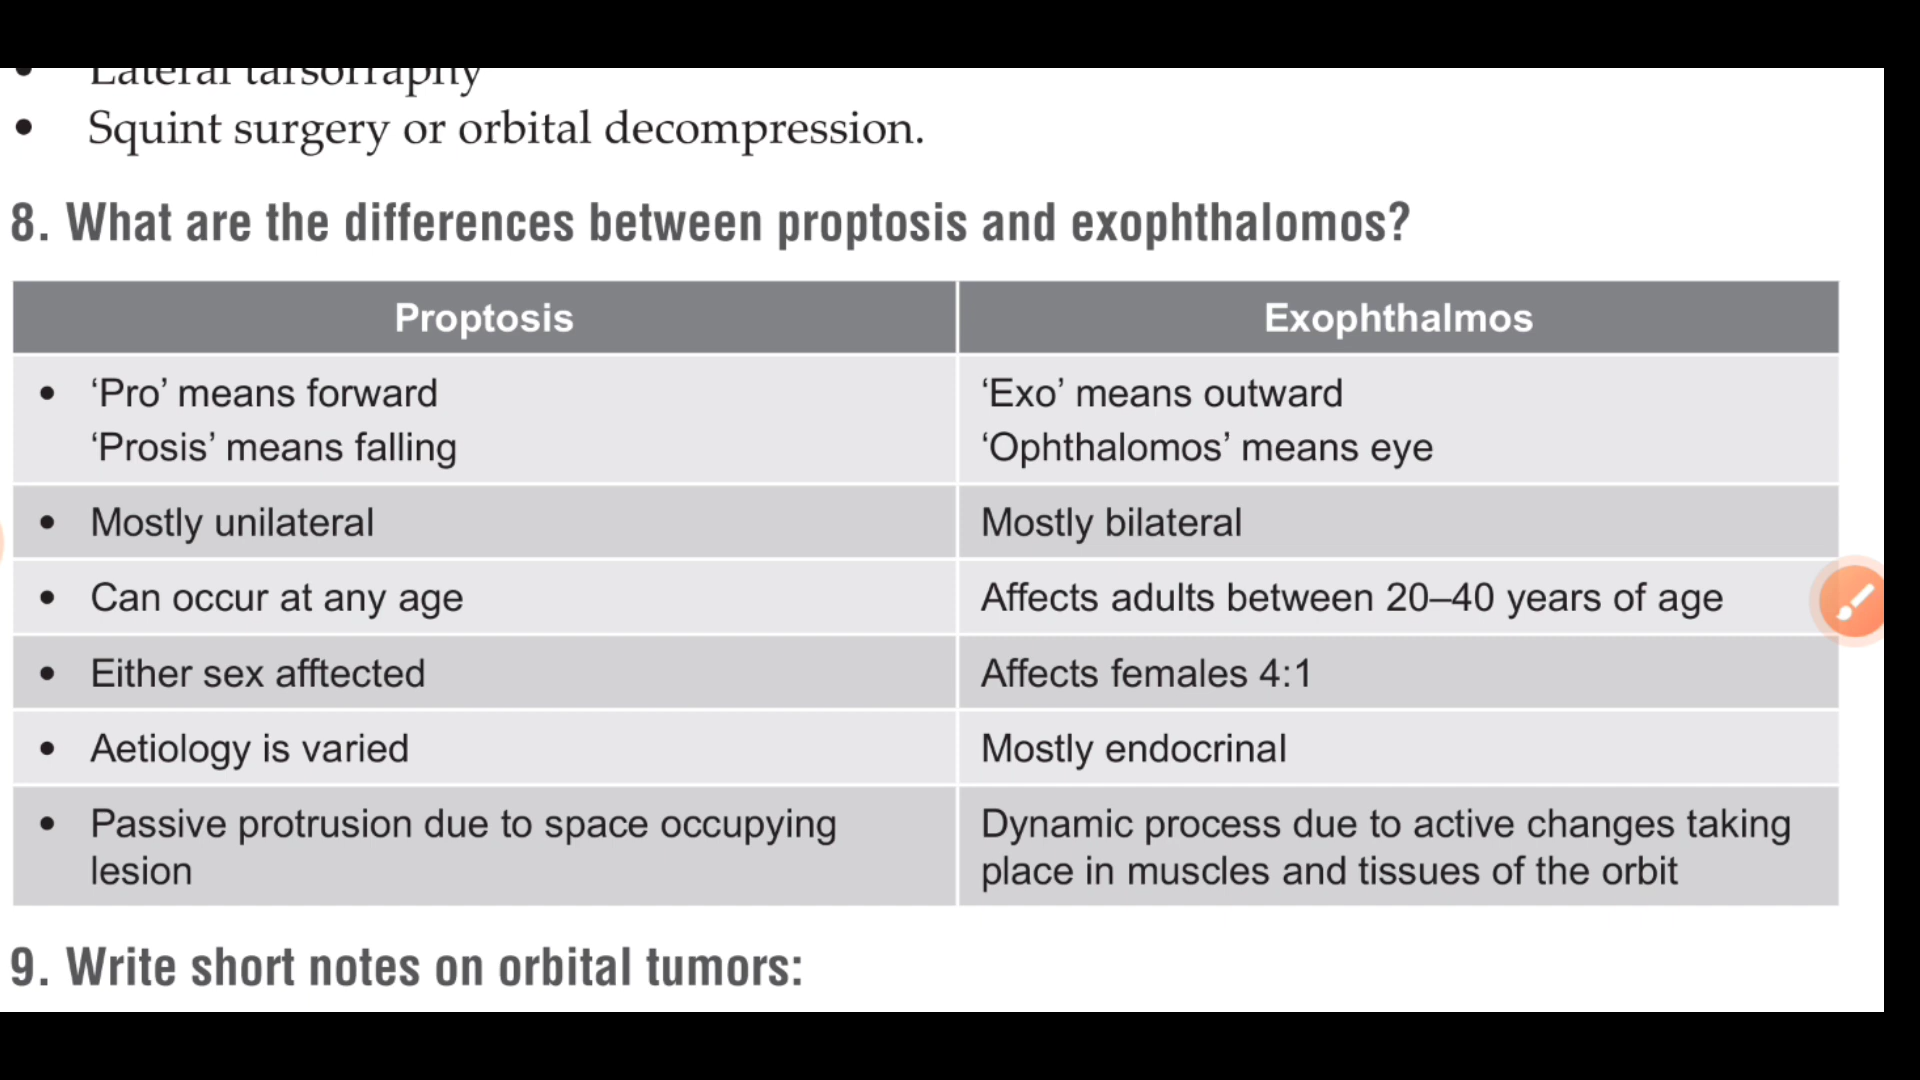 • Lateral tarsorraphy
• Squint surgery or orbital decompression.
8. What are the differences between proptosis and exophthalomos?
Proptosis
Exophthalmos
• ‘Pro’ means forward
‘Prosis’ means falling
‘Exo’ means outward
‘Ophthalomos’ means eye
• Mostly unilateral
Mostly bilateral
• Can occur at any age
Affects adults between 20–40 years of age
• Either sex afftected
Affects females 4:1
• Aetiology is varied
Mostly endocrinal
• Passive protrusion due to space occupying
lesion
Dynamic process due to active changes taking
place in muscles and tissues of the orbit
9. Write short notes on orbital tumors: